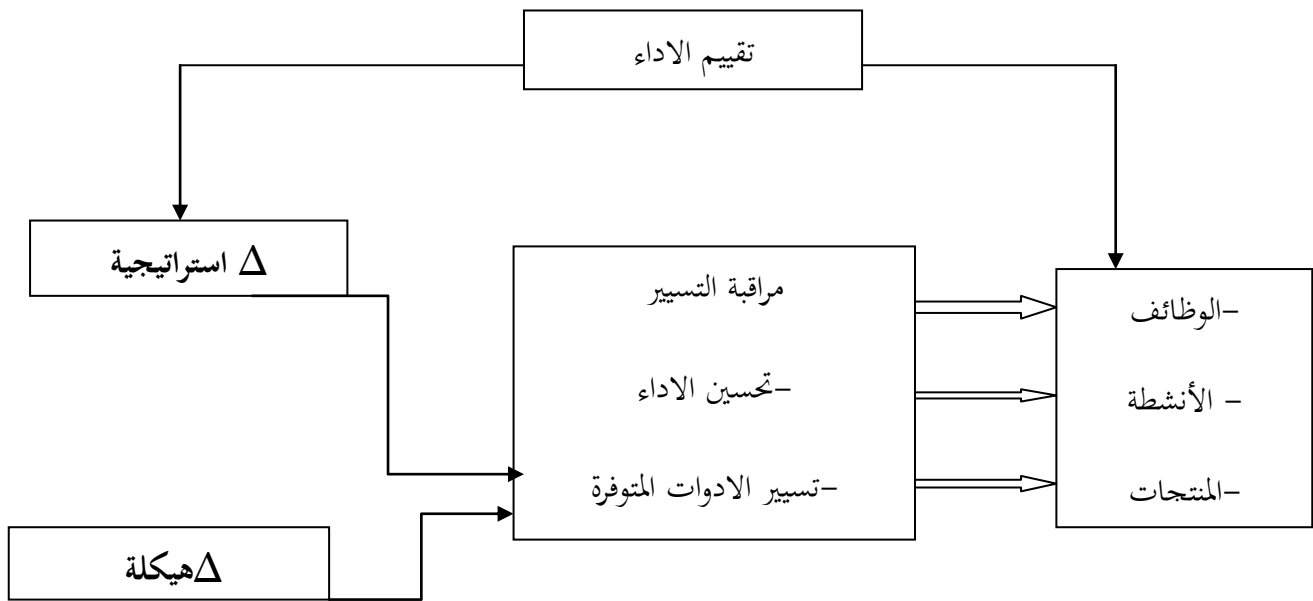 تقييم الاداء
Δ استراتيجية
مراقبة التسيير
–تحسين الاداء
–تسيير الادوات المتوفرة
–الوظائف
– الأنشطة
–المنتجات
Δهيكلة